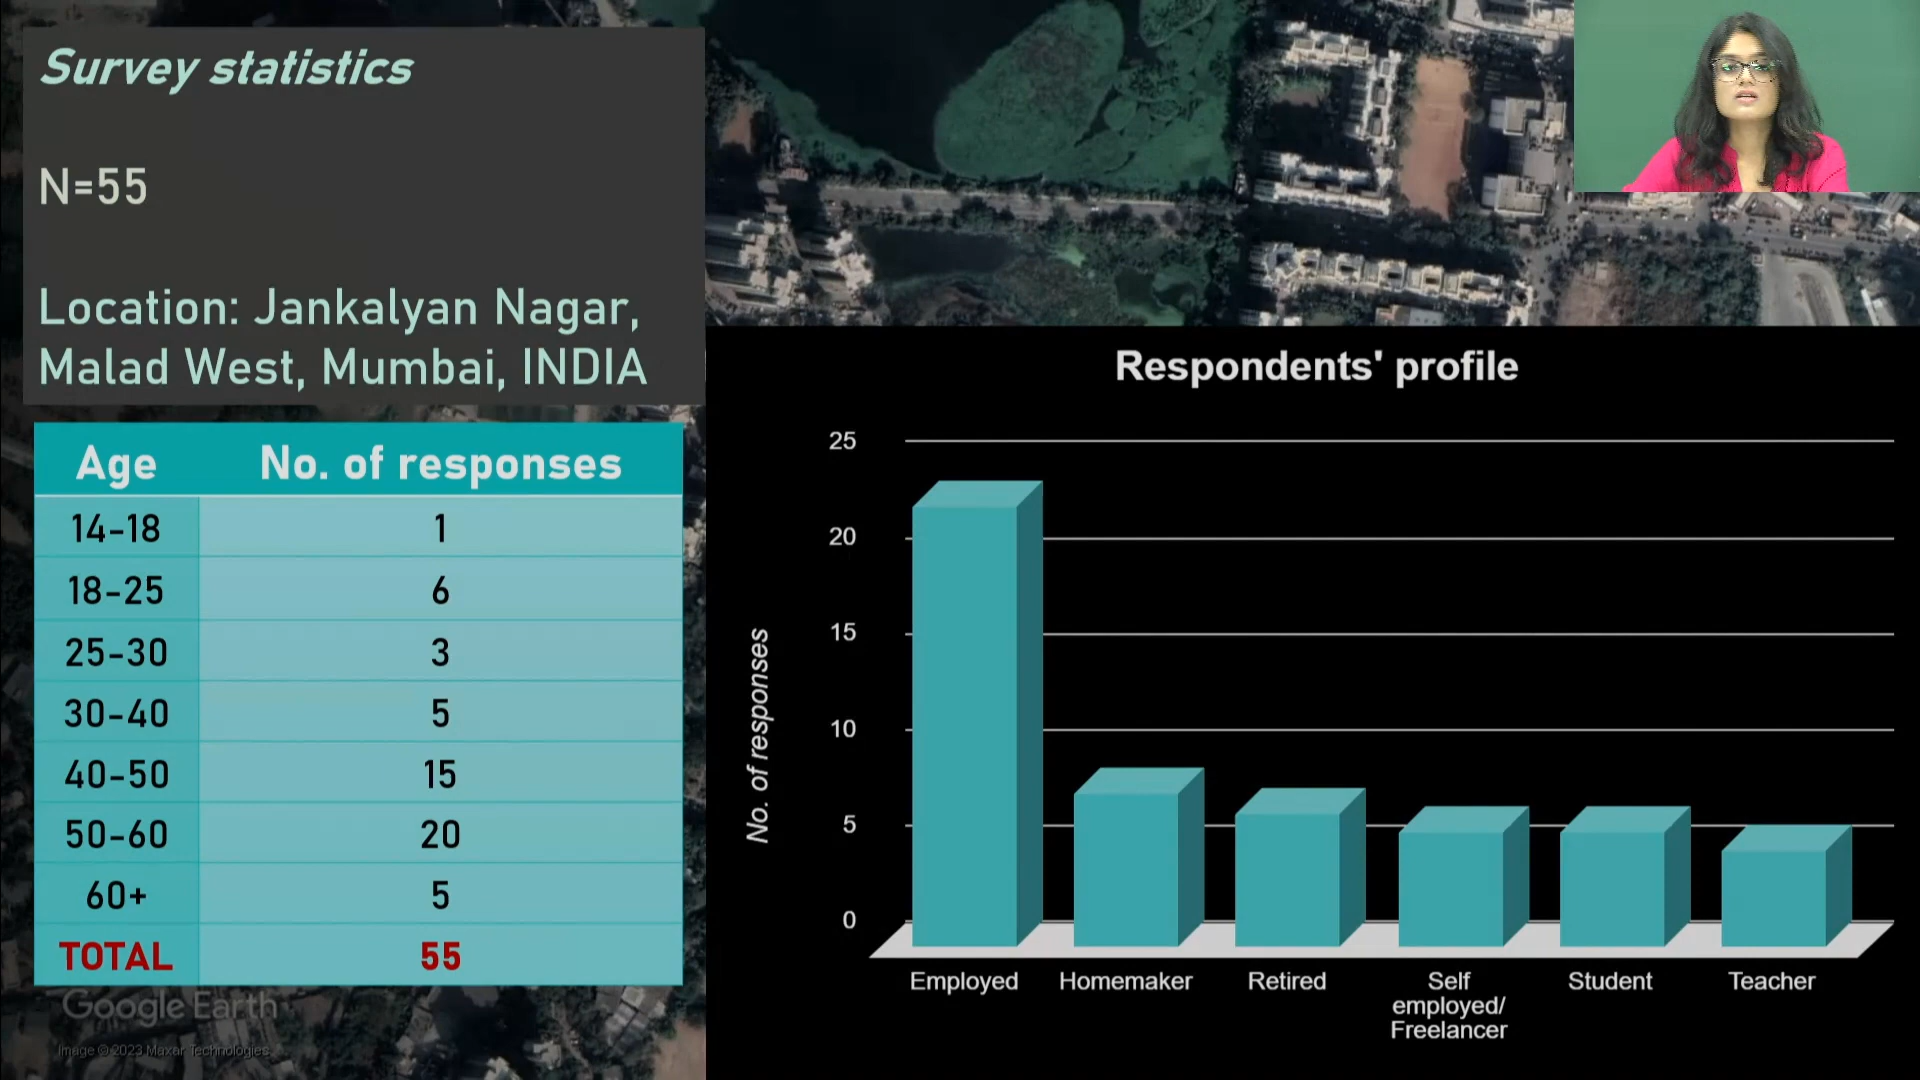 Survey statistics
N=55
Location: Jankalyan Nagar,
Malad West, Mumbai, INDIA
Age No. of responses
14-18 1
18-25 6
25-30 3
30-40 5
40-50 15
50-60 20
60+ 5
TOTAL 55
Google Earth
Image © 2023 Maxar Technologies
Respondents' profile
No. of responses
25
20
15
10
5
0
Employed
Homemaker
Retired
Self
employed/
Freelancer
Student
Teacher